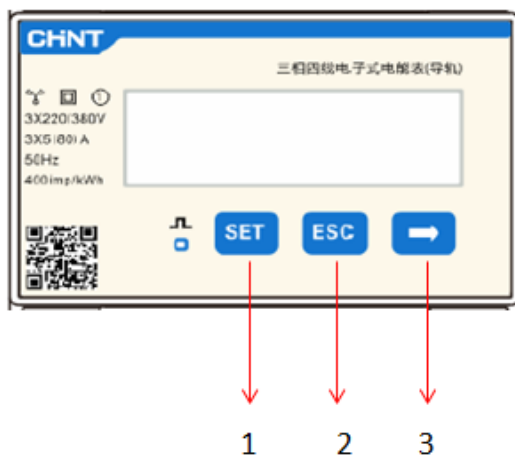 CHNT
三相四线电子式电能表(导轨)
3X220/380V
3X5(80)A
50Hz
400imp/kWh
SET
ESC
1
2
3